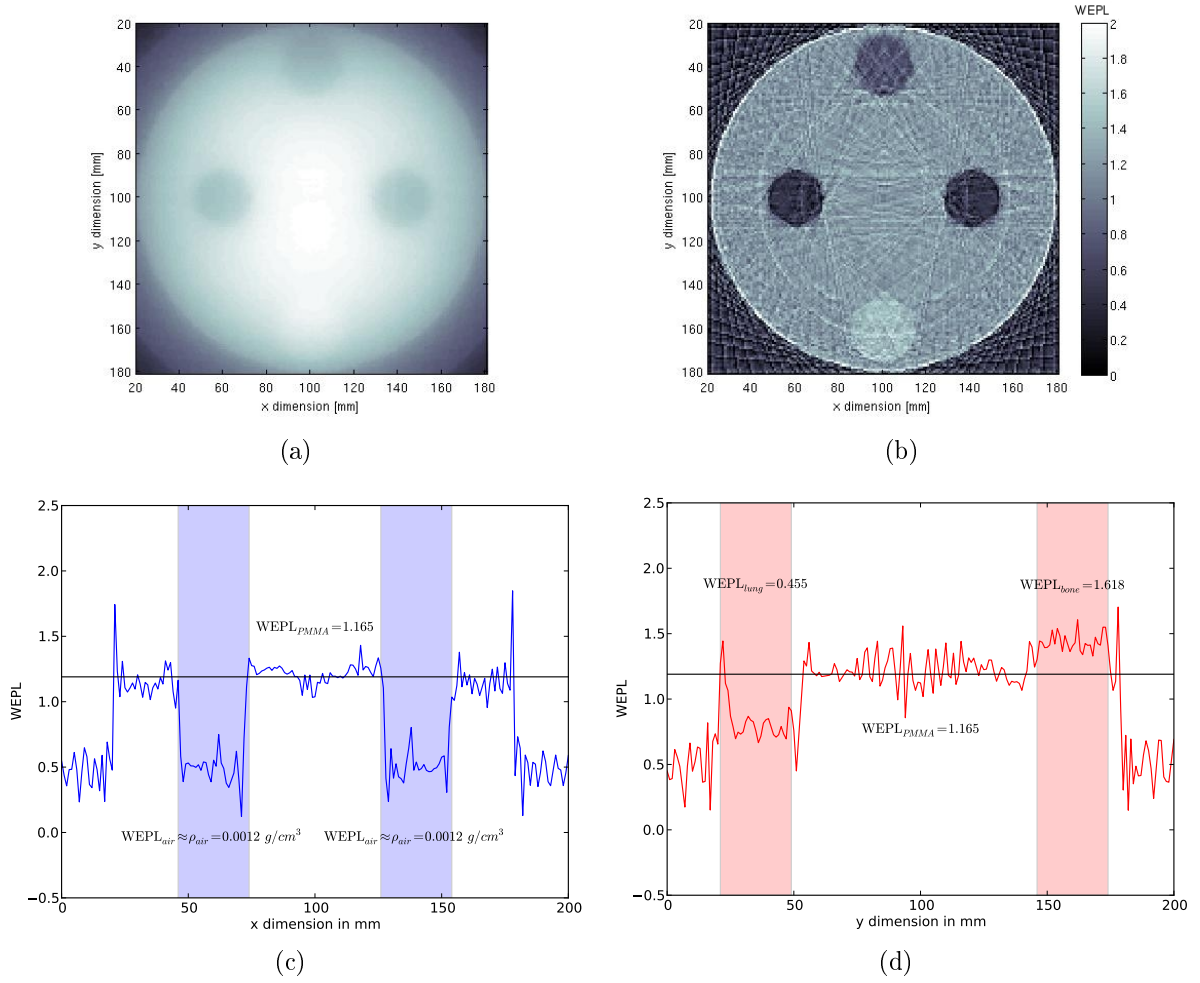 WEPL
20
40
60
80
100
120
140
160
180
y dimension [mm]
20 40 60 80 100 120 140 160 180
x dimension [mm]
(a)
20
40
60
80
100
120
140
160
180
y dimension [mm]
20 40 60 80 100 120 140 160 180
x dimension [mm]
2
1.8
1.6
1.4
1.2
1
0.8
0.6
0.4
0.2
0
(b)
2.5
2.0
1.5
1.0
0.5
0.0
−0.5
WEPL
WEPL_PMMA=1.165
WEPL_air≈ρ_air=0.0012 g/cm³ WEPL_air≈ρ_air=0.0012 g/cm³
0 50 100 150 200
x dimension in mm
(c)
2.5
2.0
1.5
1.0
0.5
0.0
−0.5
WEPL
WEPL_lung=0.455 WEPL_bone=1.618
WEPL_PMMA=1.165
0 50 100 150 200
y dimension in mm
(d)